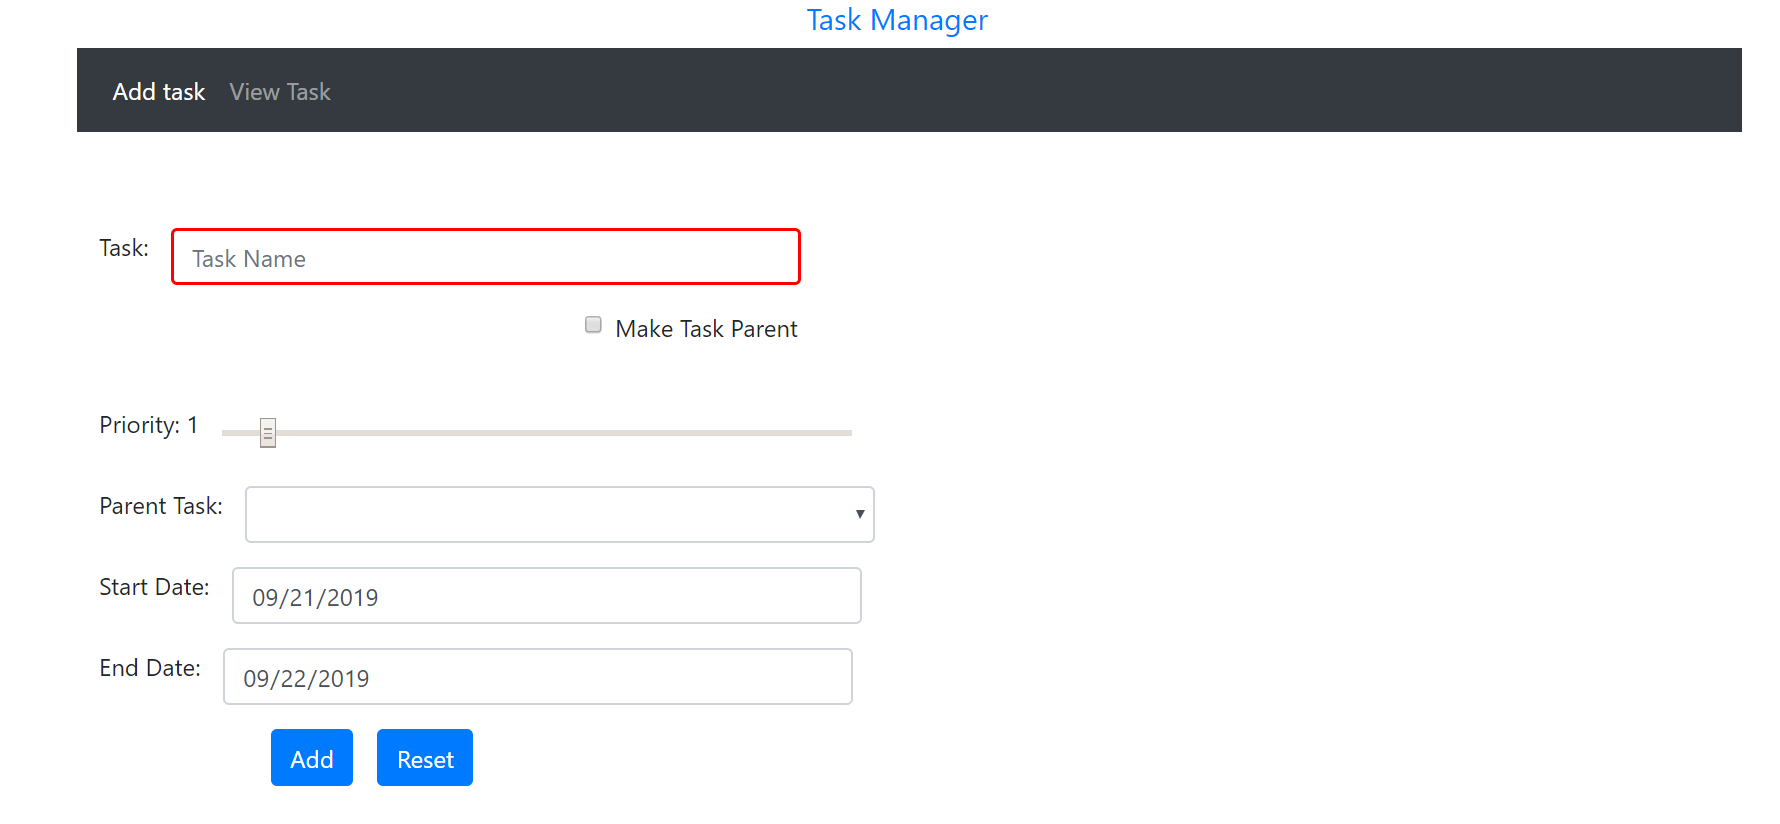 Task Manager
Add task View Task
Task: Task Name
Make Task Parent
Priority: 1
Parent Task:
Start Date: 09/21/2019
End Date: 09/22/2019
Add Reset